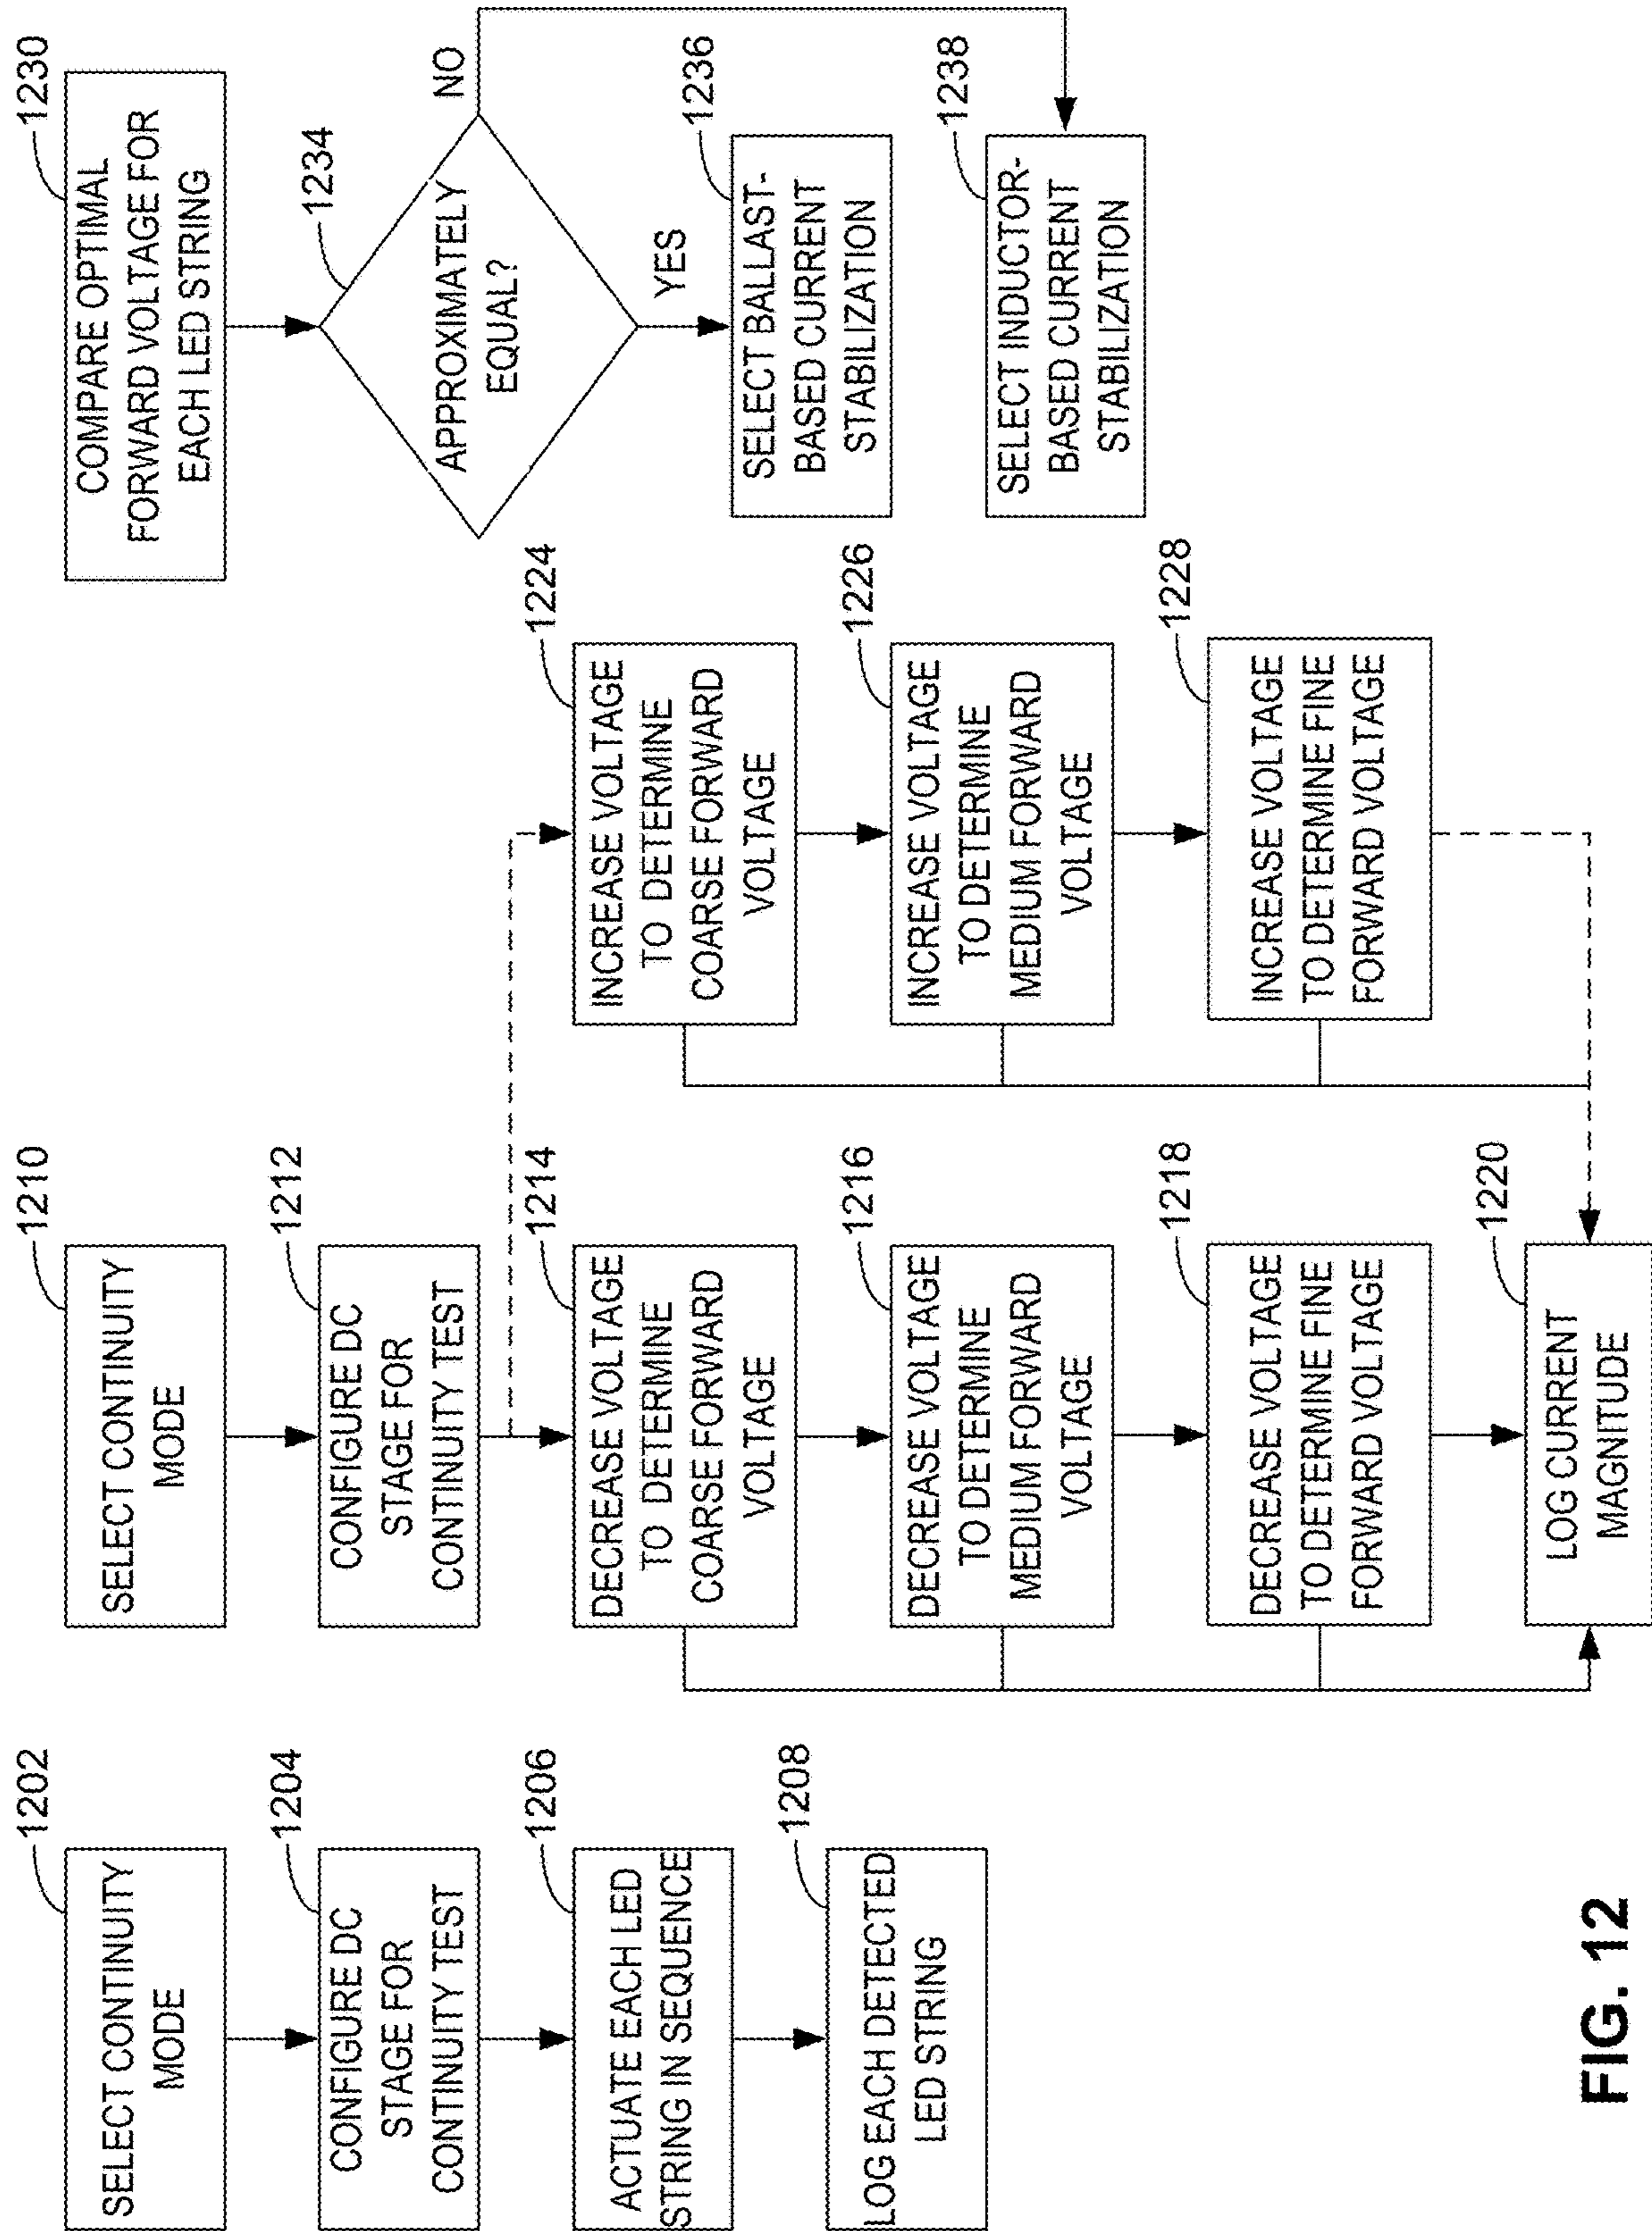 1202
SELECT CONTINUITY
MODE
1204
CONFIGURE DC
STAGE FOR
CONTINUITY TEST
1206
ACTUATE EACH LED
STRING IN SEQUENCE
1208
LOG EACH DETECTED
LED STRING
1210
SELECT CONTINUITY
MODE
1212
CONFIGURE DC
STAGE FOR
CONTINUITY TEST
1214
DECREASE VOLTAGE
TO DETERMINE
COARSE FORWARD
VOLTAGE
1216
DECREASE VOLTAGE
TO DETERMINE
MEDIUM FORWARD
VOLTAGE
1218
DECREASE VOLTAGE
TO DETERMINE FINE
FORWARD VOLTAGE
1220
LOG CURRENT
MAGNITUDE
1224
INCREASE VOLTAGE
TO DETERMINE
COARSE FORWARD
VOLTAGE
1226
INCREASE VOLTAGE
TO DETERMINE
MEDIUM FORWARD
VOLTAGE
1228
INCREASE VOLTAGE
TO DETERMINE FINE
FORWARD VOLTAGE
1230
COMPARE OPTIMAL
FORWARD VOLTAGE FOR
EACH LED STRING
1234
APPROXIMATELY
EQUAL?
NO
YES
1236
SELECT BALLAST-
BASED CURRENT
STABILIZATION
1238
SELECT INDUCTOR-
BASED CURRENT
STABILIZATION
FIG. 12